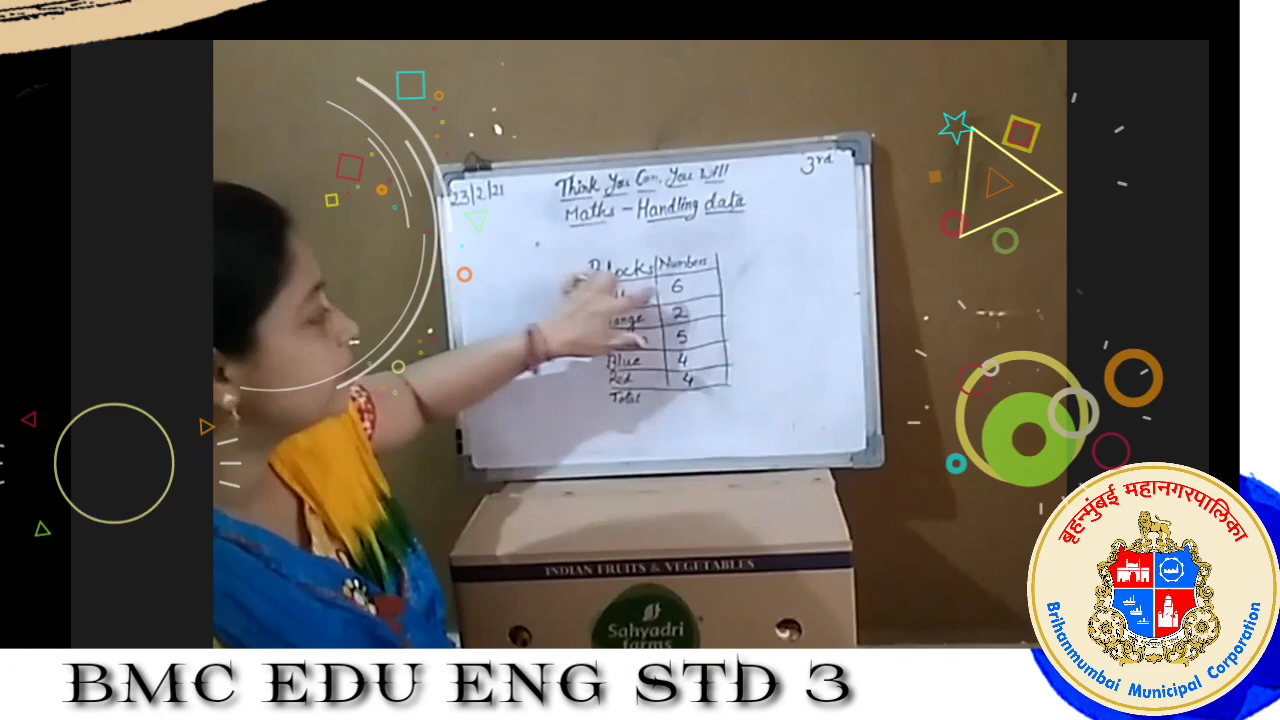 23/2/21
Think You Can, You Will
3rd
Maths - Handling data
Blocks Numbers
6
2
5
Blue 4
Red 4
Total
INDIAN FRUITS & VEGETABLES
Sahyadri
farms
बृहन्मुंबई महानगरपालिका
Brihanmumbai Municipal Corporation
BMC EDU ENG STD 3